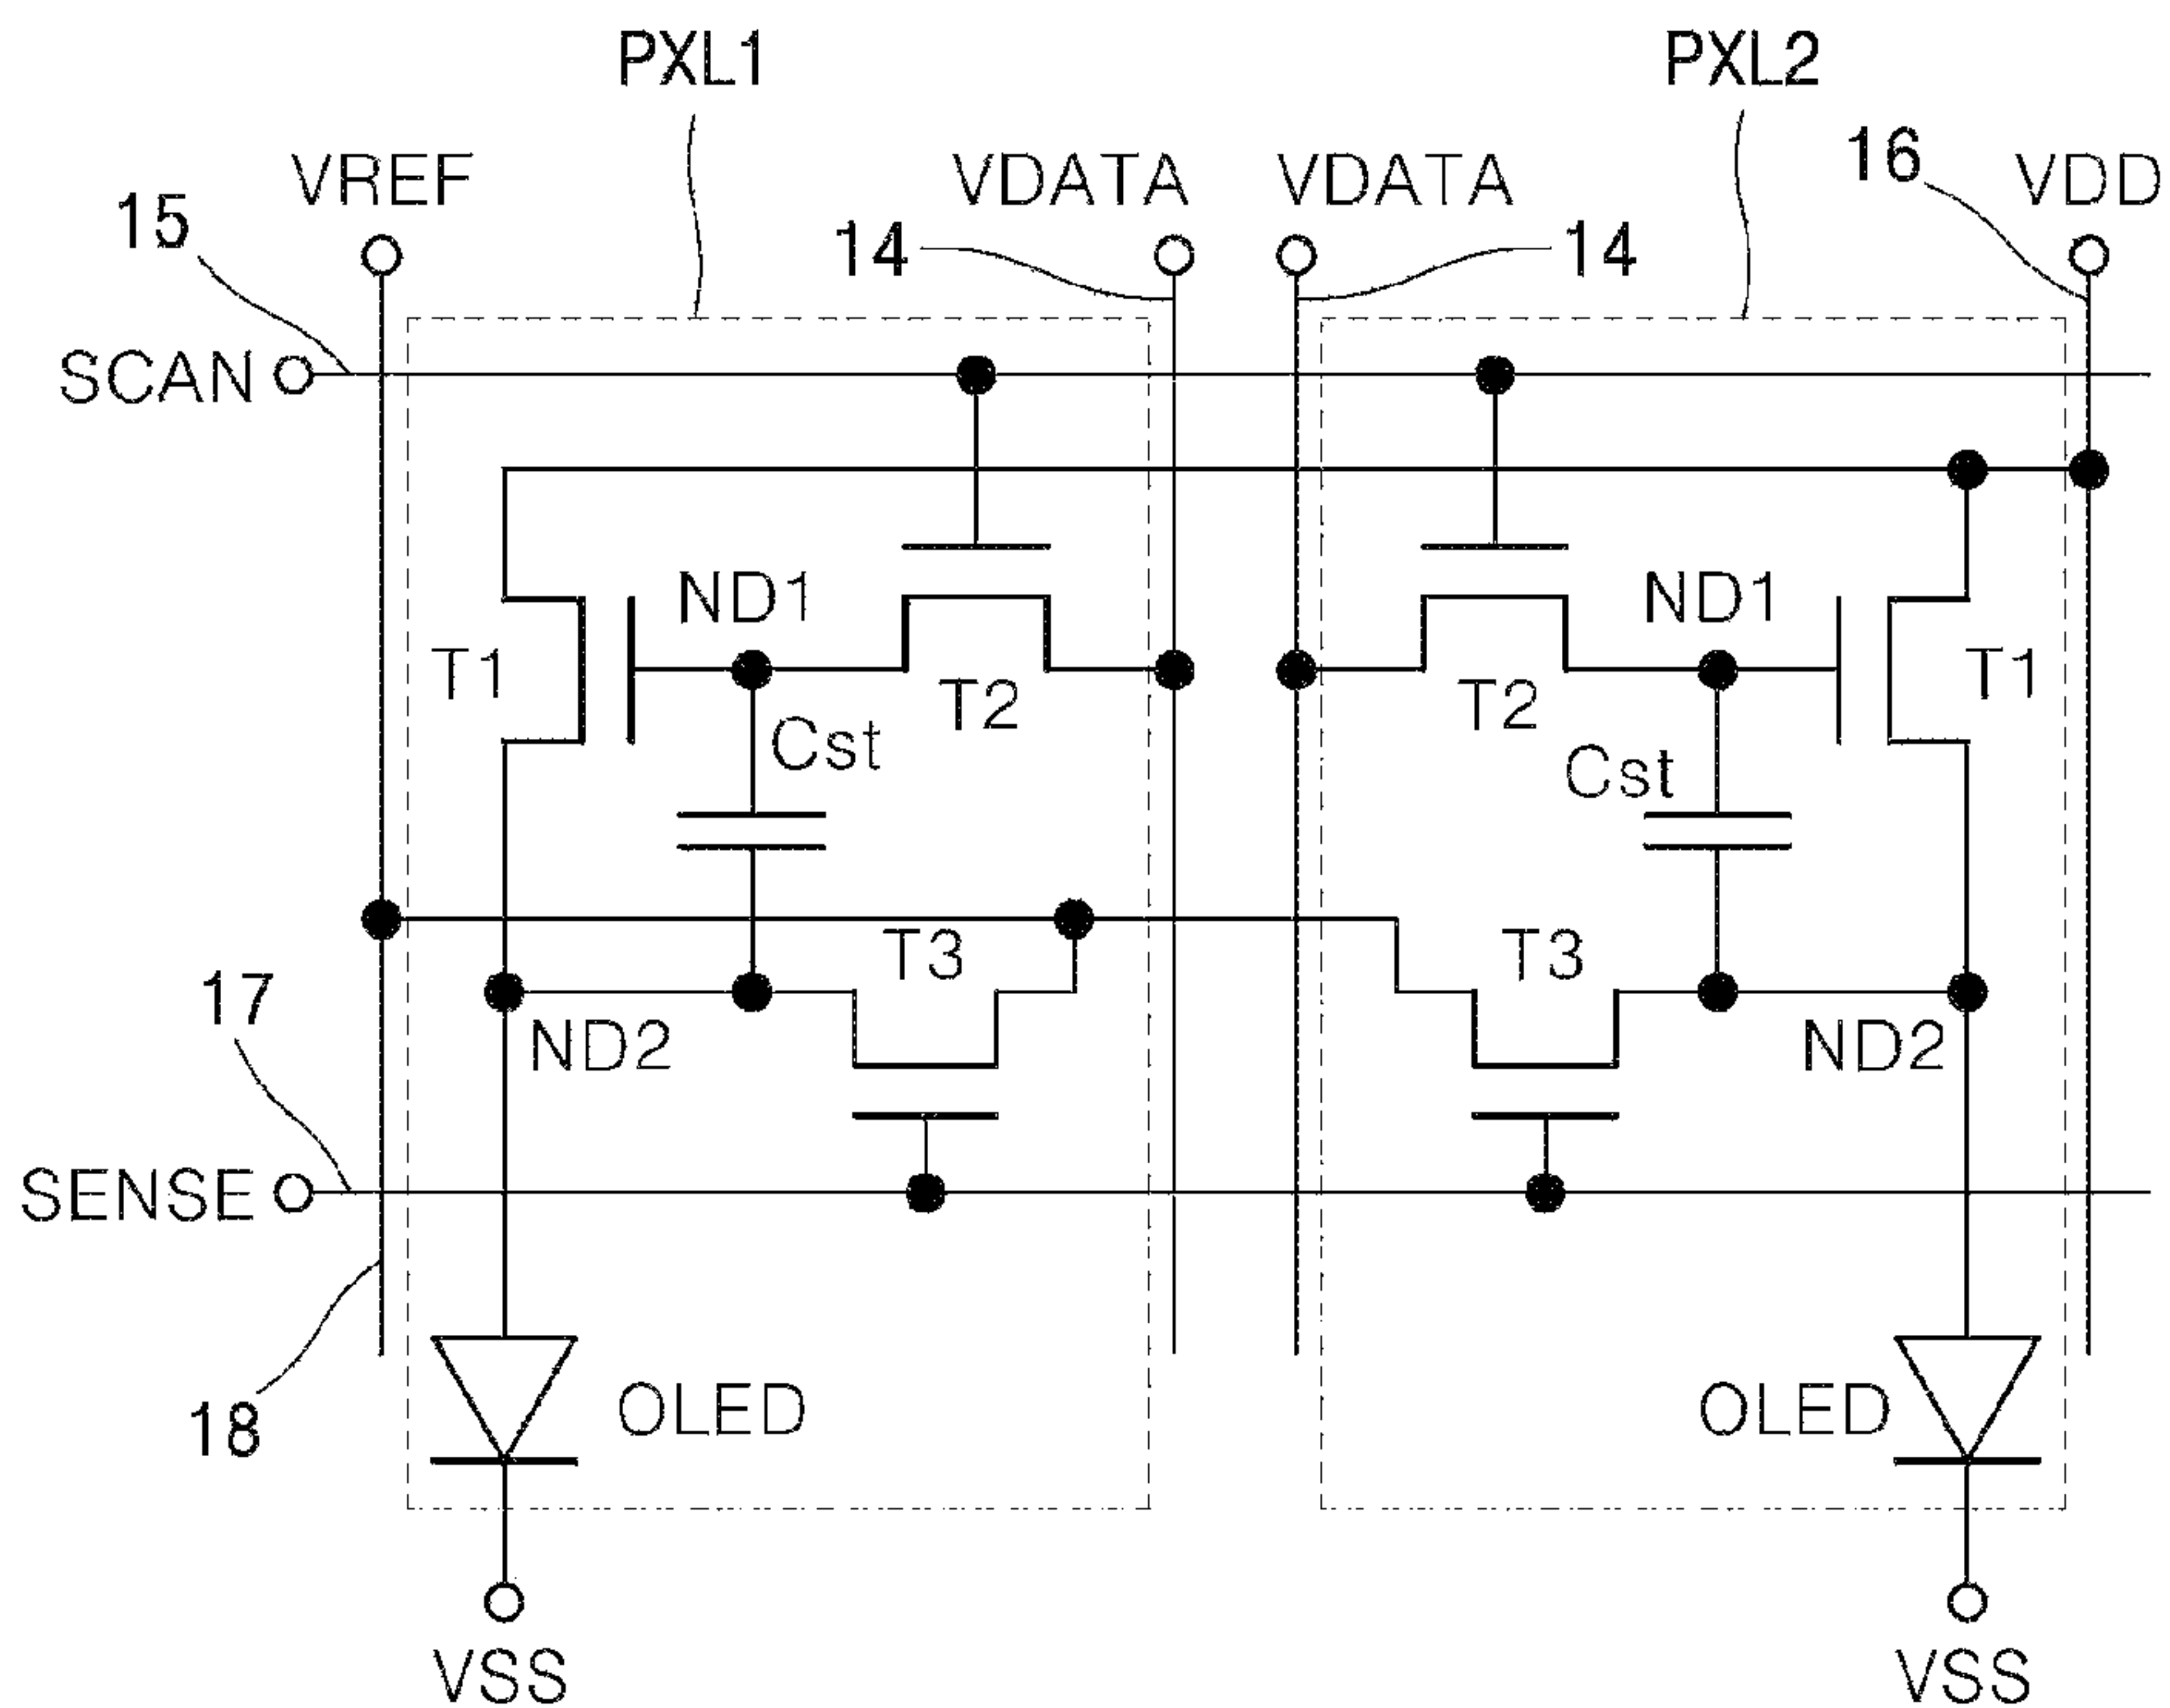 PXL1 PXL2
VREF VDATA VDATA 16 VDD
15 14 14
SCAN
ND1 ND1
T1 T2 T2 T1
Cst Cst
T3 T3
17 ND2 ND2
SENSE
18 OLED OLED
VSS VSS